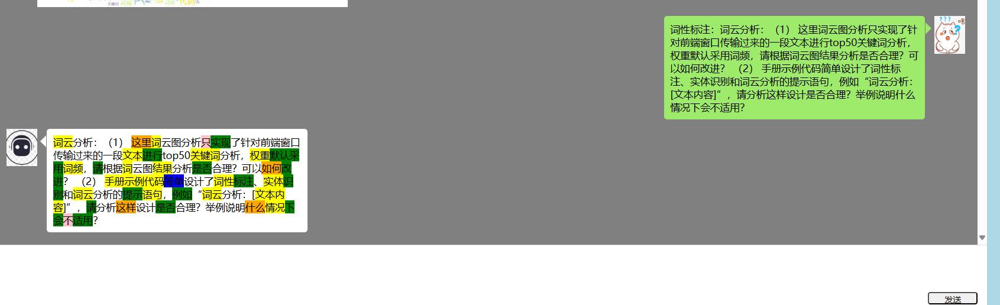 关键词
代码
???
啥
?
词性标注：词云分析：（1） 这里词云图分析只实现了针
对前端窗口传输过来的一段文本进行top50关键词分析，
权重默认采用词频，请根据词云图结果分析是否合理？可
以如何改进？ （2） 手册示例代码简单设计了词性标
注、实体识别和词云分析的提示语句，例如“词云分析：
[文本内容]”，请分析这样设计是否合理？举例说明什么
情况下会不适用？
词云分析：（1） 这里词云图分析只实现了针对前端窗口
传输过来的一段文本进行top50关键词分析，权重默认采
用词频，请根据词云图结果分析是否合理？可以如何改
进？ （2） 手册示例代码简单设计了词性标注、实体识
别和词云分析的提示语句，例如“词云分析：[文本内
容]”，请分析这样设计是否合理？举例说明什么情况下
会不适用？
发送